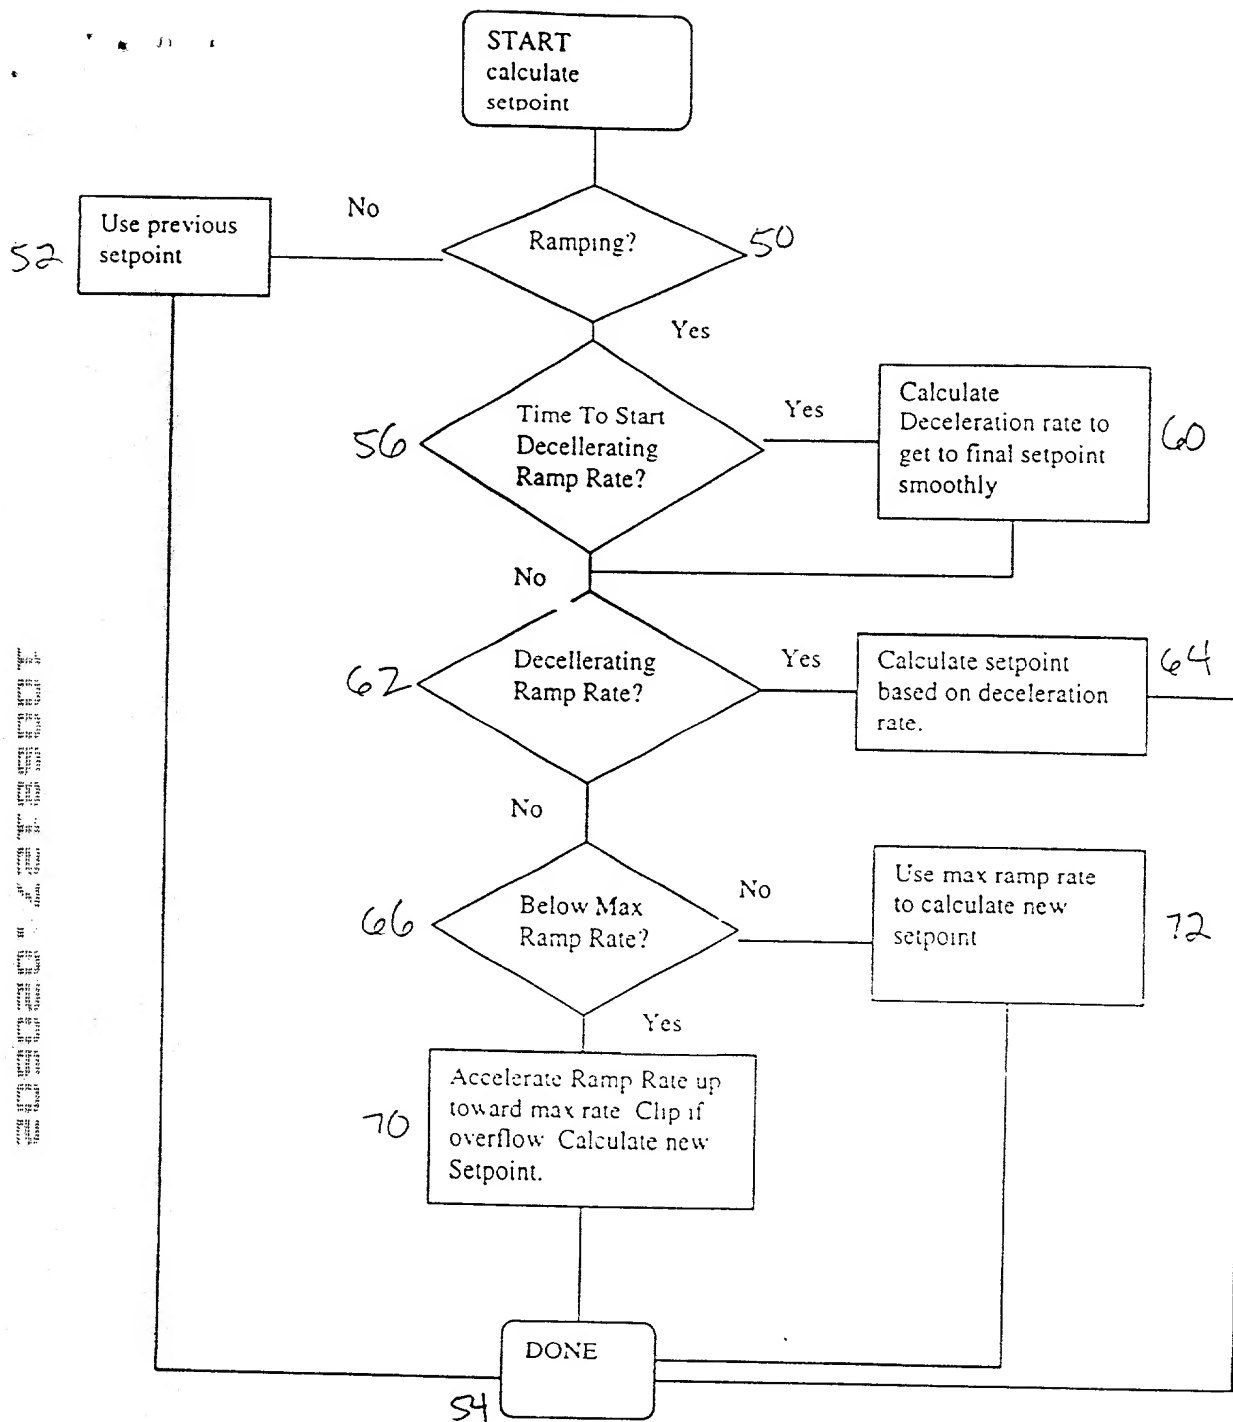 START
calculate
setpoint
No
Use previous
setpoint
52
Ramping?
50
Yes
Time To Start
Decellerating
Ramp Rate?
56
Yes
Calculate
Deceleration rate to
get to final setpoint
smoothly
60
No
Decellerating
Ramp Rate?
62
Yes
Calculate setpoint
based on deceleration
rate.
64
No
Below Max
Ramp Rate?
66
No
Use max ramp rate
to calculate new
setpoint
72
Yes
Accelerate Ramp Rate up
toward max rate Clip if
overflow Calculate new
Setpoint.
70
DONE
54